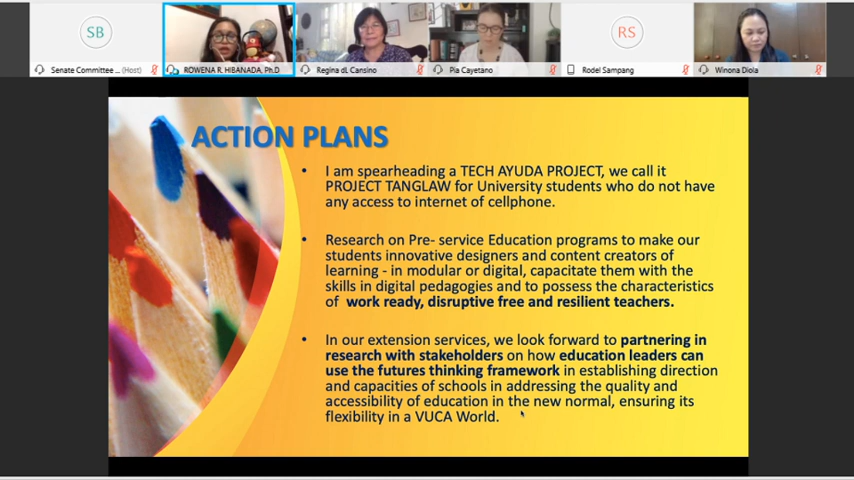 SB
RS
Senate Committee ... (Host)
ROWENA R. HIBANADA, Ph.D
Regina dL Cansino
Pia Cayetano
Rodel Sampang
Winona Diola
ACTION PLANS
• I am spearheading a TECH AYUDA PROJECT, we call it
PROJECT TANGLAW for University students who do not have
any access to internet of cellphone.
• Research on Pre- service Education programs to make our
students innovative designers and content creators of
learning - in modular or digital, capacitate them with the
skills in digital pedagogies and to possess the characteristics
of work ready, disruptive free and resilient teachers.
• In our extension services, we look forward to partnering in
research with stakeholders on how education leaders can
use the futures thinking framework in establishing direction
and capacities of schools in addressing the quality and
accessibility of education in the new normal, ensuring its
flexibility in a VUCA World.